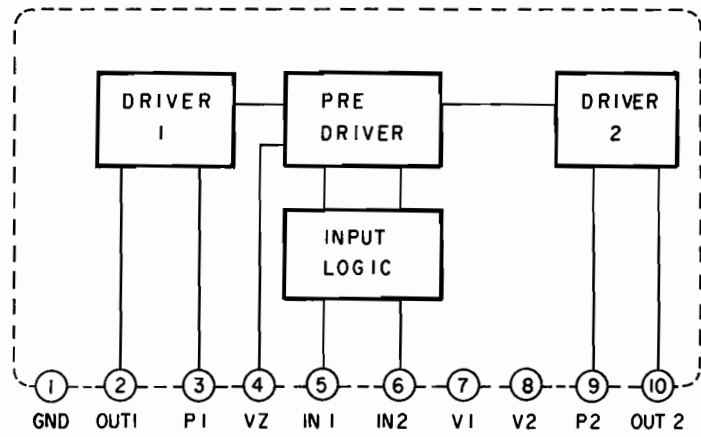 DRIVER 1
PRE DRIVER
DRIVER 2
INPUT LOGIC
1 2 3 4 5 6 7 8 9 10
GND OUT1 P1 VZ IN1 IN2 V1 V2 P2 OUT 2